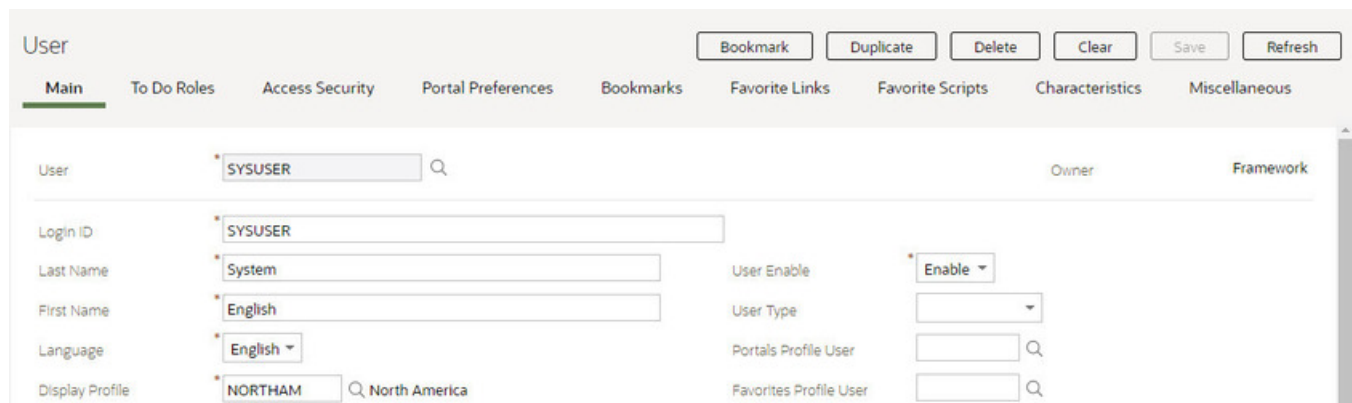 User Bookmark Duplicate Delete Clear Save Refresh
Main To Do Roles Access Security Portal Preferences Bookmarks Favorite Links Favorite Scripts Characteristics Miscellaneous
User * SYSUSER Owner Framework
Login ID * SYSUSER
Last Name * System User Enable * Enable
First Name * English User Type
Language * English Portals Profile User
Display Profile * NORTHAM North America Favorites Profile User